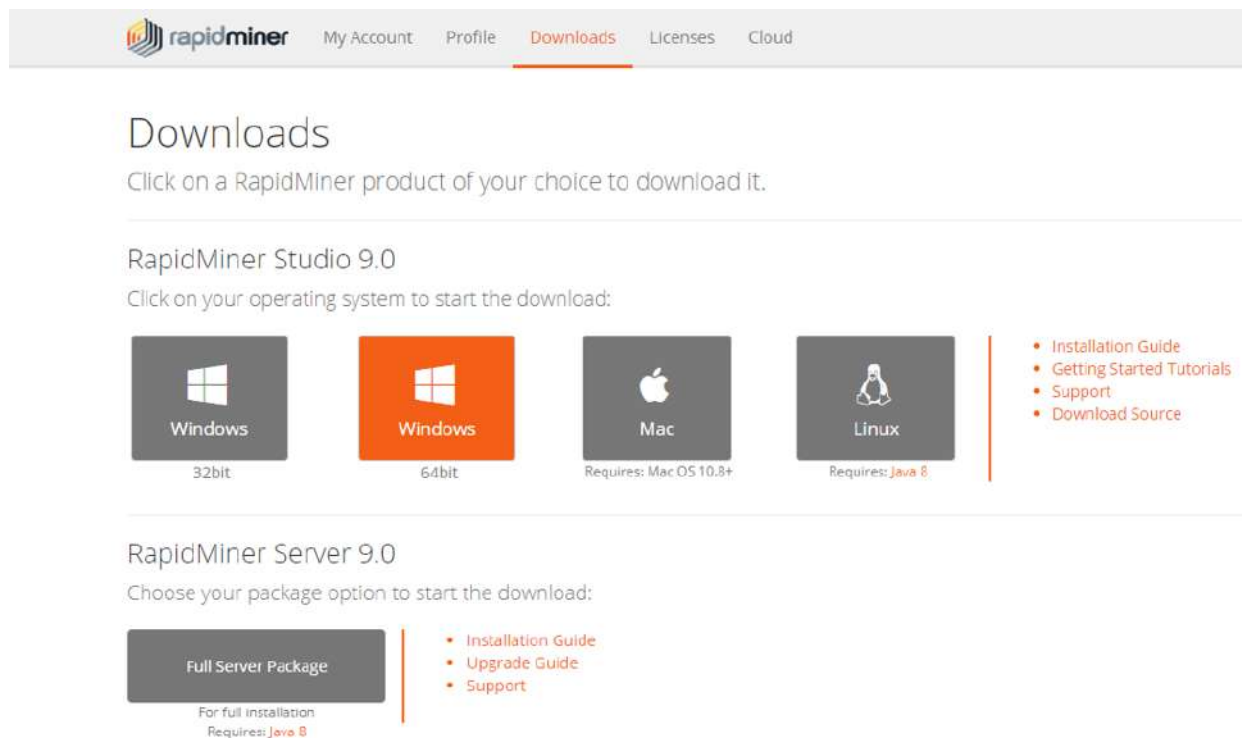 rapidminer My Account Profile Downloads Licenses Cloud
Downloads
Click on a RapidMiner product of your choice to download it.
RapidMiner Studio 9.0
Click on your operating system to start the download:
Windows
32bit
Windows
64bit
Mac
Requires: Mac OS 10.8+
Linux
Requires: Java 8
• Installation Guide
• Getting Started Tutorials
• Support
• Download Source
RapidMiner Server 9.0
Choose your package option to start the download:
Full Server Package
For full installation
Requires: Java 8
• Installation Guide
• Upgrade Guide
• Support